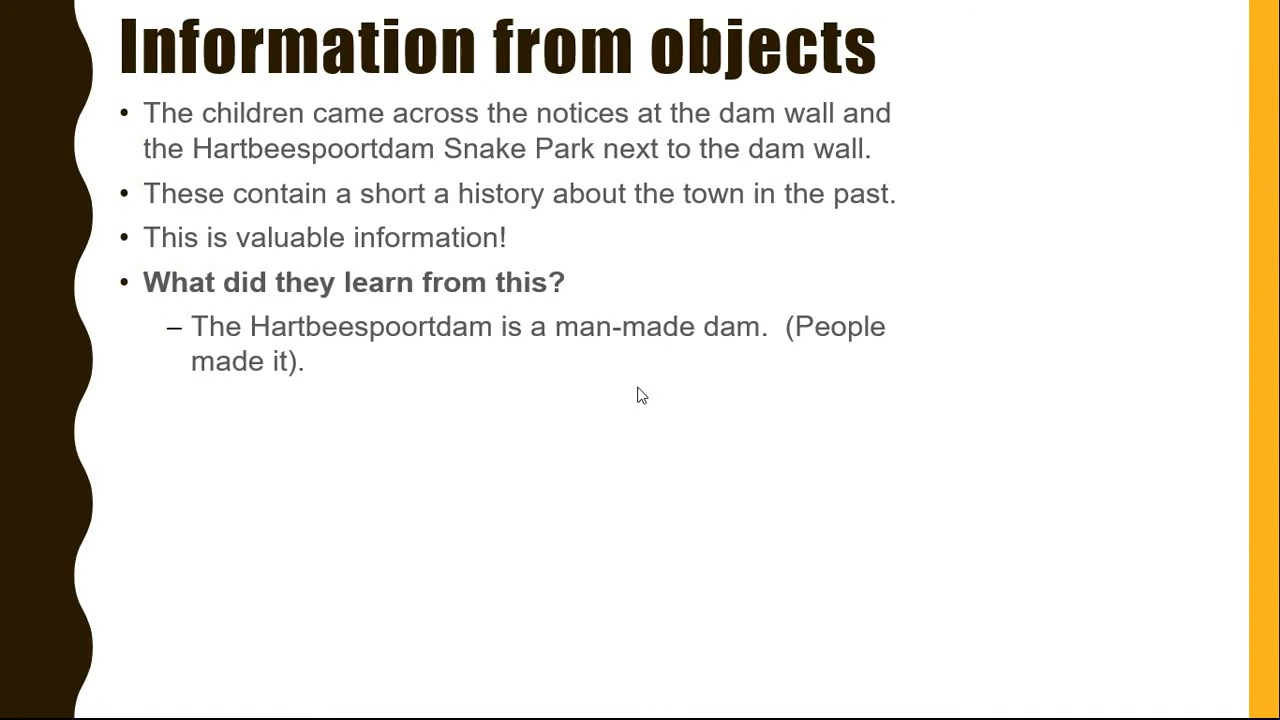 Information from objects
• The children came across the notices at the dam wall and
the Hartbeespoortdam Snake Park next to the dam wall.
• These contain a short a history about the town in the past.
• This is valuable information!
• What did they learn from this?
– The Hartbeespoortdam is a man-made dam.  (People
made it).